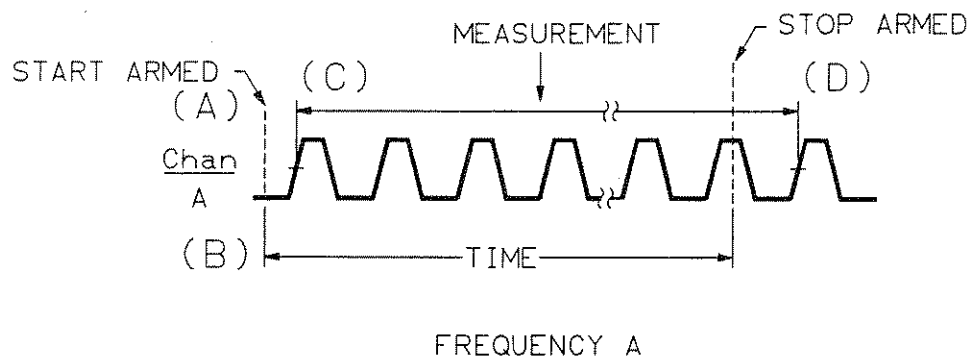 STOP ARMED
MEASUREMENT
START ARMED
(A)
(C)
(D)
Chan
A
(B)
TIME
FREQUENCY A